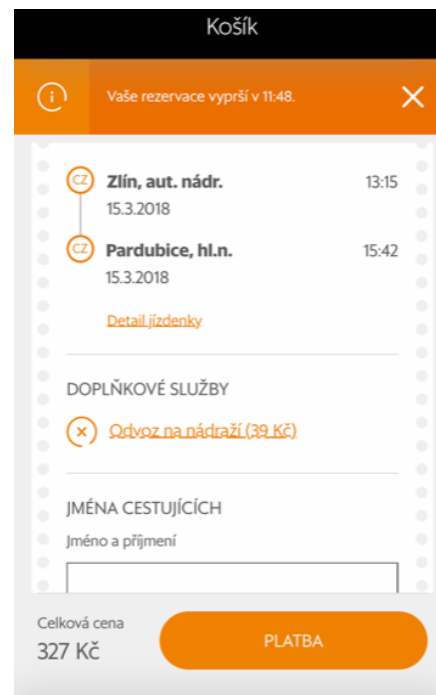 Košík
Vaše rezervace vyprší v 11:48.
CZ Zlín, aut. nádr. 13:15
15.3.2018
CZ Pardubice, hl.n. 15:42
15.3.2018
Detail jízdenky
DOPLŇKOVÉ SLUŽBY
Odvoz na nádraží (39 Kč)
JMÉNA CESTUJÍCÍCH
Jméno a příjmení
Celková cena
327 Kč
PLATBA